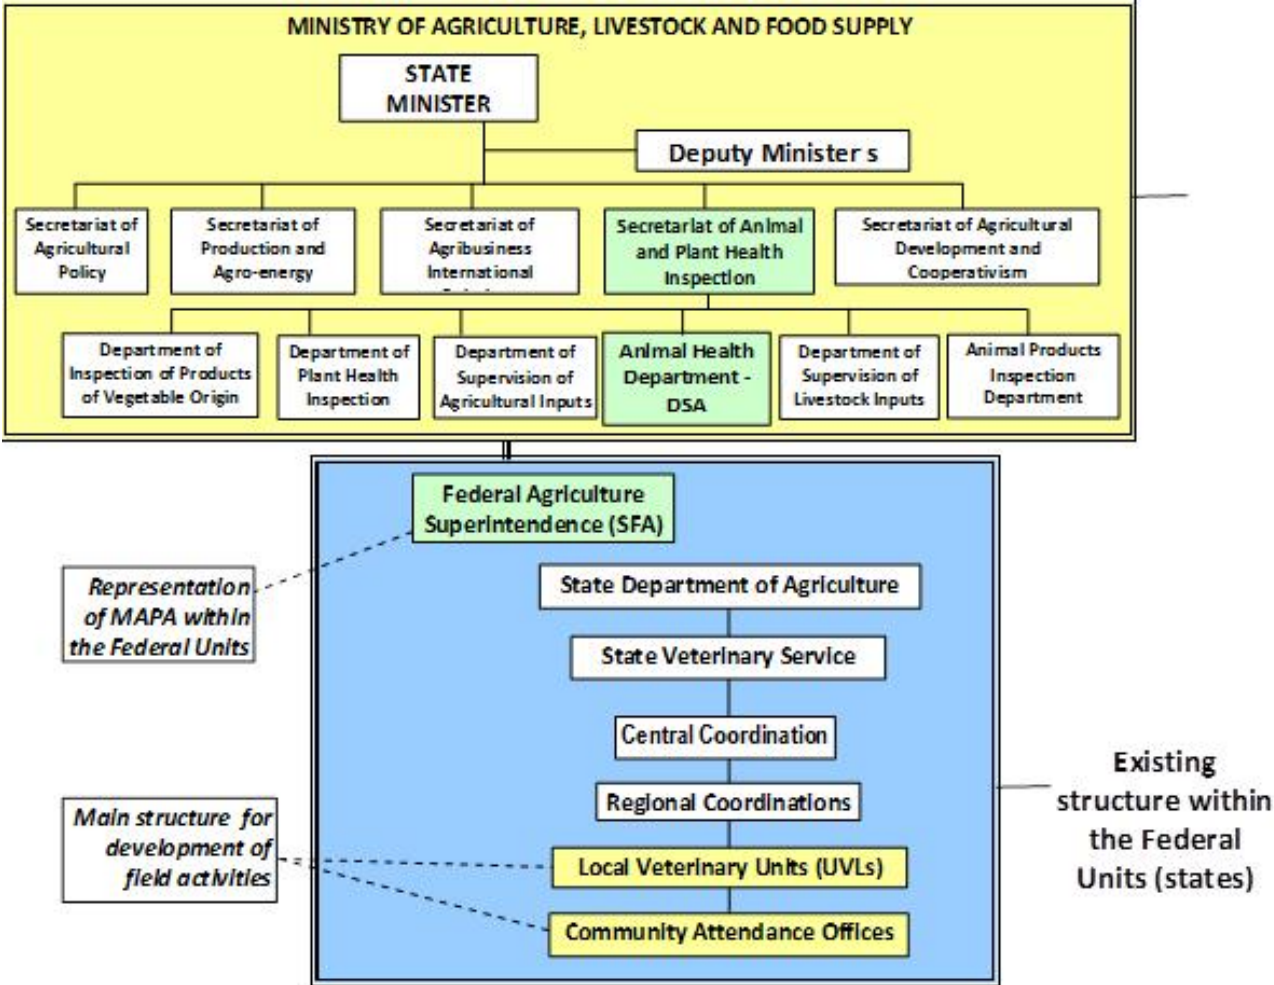 MINISTRY OF AGRICULTURE, LIVESTOCK AND FOOD SUPPLY
STATE
MINISTER
Deputy Minister s
Secretariat of
Agricultural
Policy
Secretariat of
Production and
Agro-energy
Secretariat of
Agribusiness
International
Secretariat of Animal
and Plant Health
Inspection
Secretariat of Agricultural
Development and
Cooperativism
Department of
Inspection of Products
of Vegetable Origin
Department of
Plant Health
Inspection
Department of
Supervision of
Agricultural Inputs
Animal Health
Department -
DSA
Department of
Supervision of
Livestock Inputs
Animal Products
Inspection
Department
Federal Agriculture
Superintendence (SFA)
Representation
of MAPA within
the Federal Units
State Department of Agriculture
State Veterinary Service
Central Coordination
Regional Coordinations
Main structure for
development of
field activities
Local Veterinary Units (UVLs)
Community Attendance Offices
Existing
structure within
the Federal
Units (states)